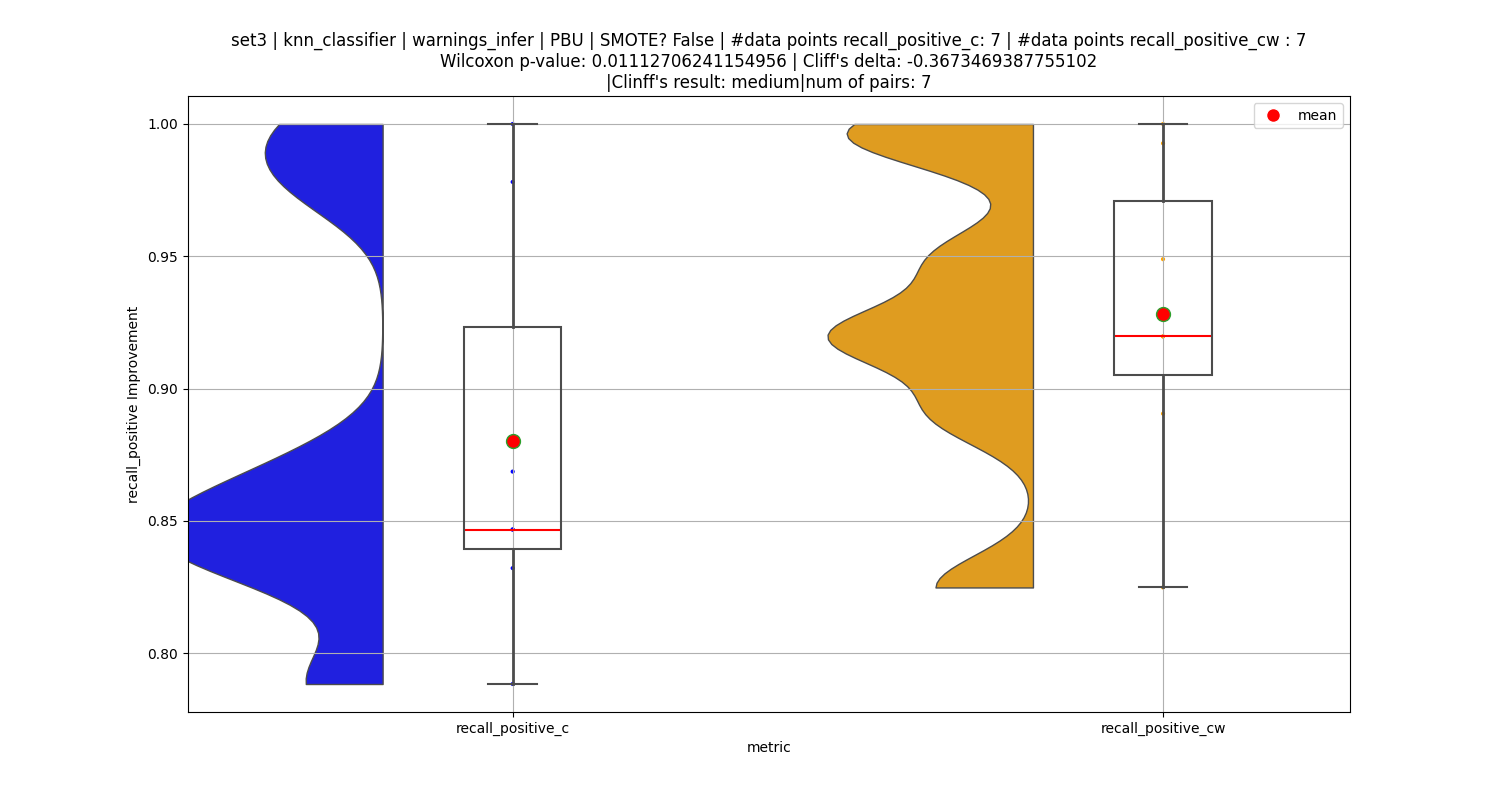 set3 | knn_classifier | warnings_infer | PBU | SMOTE? False | #data points recall_positive_c: 7 | #data points recall_positive_cw : 7
Wilcoxon p-value: 0.01112706241154956 | Cliff's delta: -0.3673469387755102
|Clinff's result: medium|num of pairs: 7
mean
1.00
0.95
0.90
0.85
0.80
recall_positive Improvement
recall_positive_c
recall_positive_cw
metric